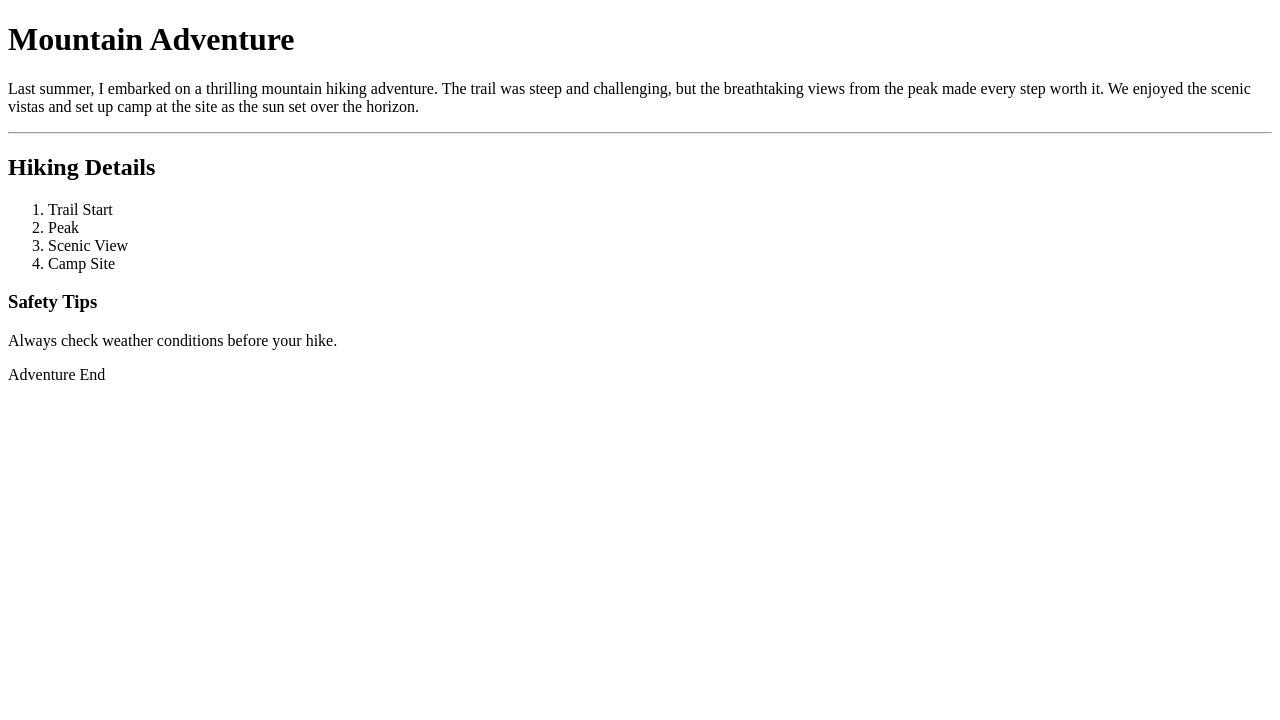 Mountain Adventure
Last summer, I embarked on a thrilling mountain hiking adventure. The trail was steep and challenging, but the breathtaking views from the peak made every step worth it. We enjoyed the scenic
vistas and set up camp at the site as the sun set over the horizon.
Hiking Details
1. Trail Start
2. Peak
3. Scenic View
4. Camp Site
Safety Tips
Always check weather conditions before your hike.
Adventure End